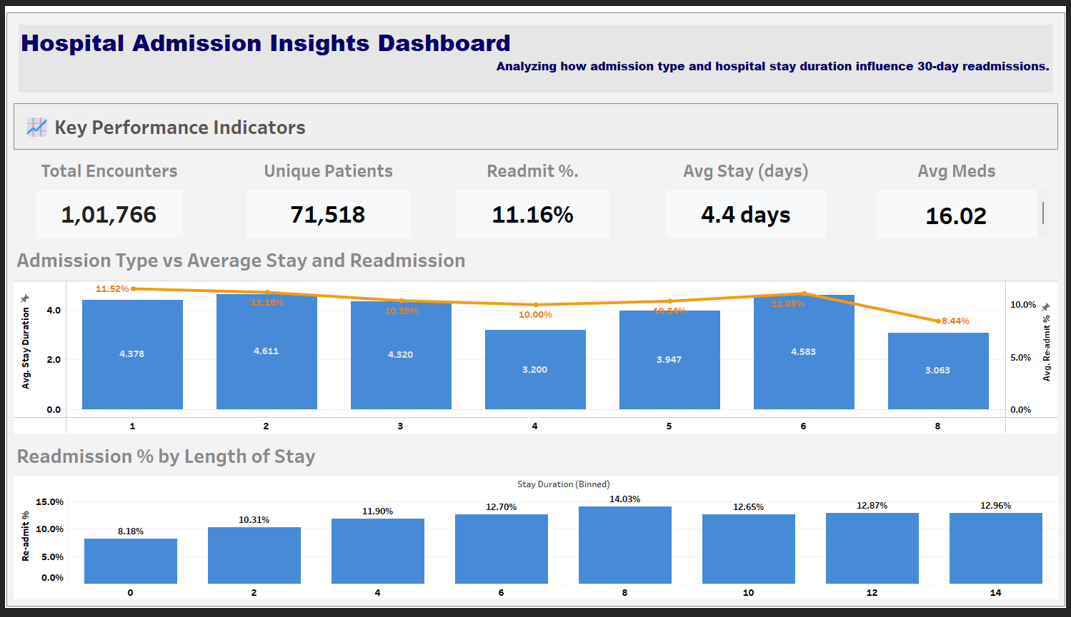 Hospital Admission Insights Dashboard
Analyzing how admission type and hospital stay duration influence 30-day readmissions.
Key Performance Indicators
Total Encounters Unique Patients Readmit %. Avg Stay (days) Avg Meds
1,01,766 71,518 11.16% 4.4 days 16.02
Admission Type vs Average Stay and Readmission
Avg. Stay Duration
4.0
2.0
0.0
11.52% 11.18% 10.39% 10.00% 10.34% 11.08% 8.44%
4.378 4.611 4.320 3.200 3.947 4.583 3.063
10.0%
5.0%
0.0%
Avg. Re-admit %
1 2 3 4 5 6 8
Readmission % by Length of Stay
Stay Duration (Binned)
Re-admit %
15.0%
10.0%
5.0%
0.0%
8.18% 10.31% 11.90% 12.70% 14.03% 12.65% 12.87% 12.96%
0 2 4 6 8 10 12 14